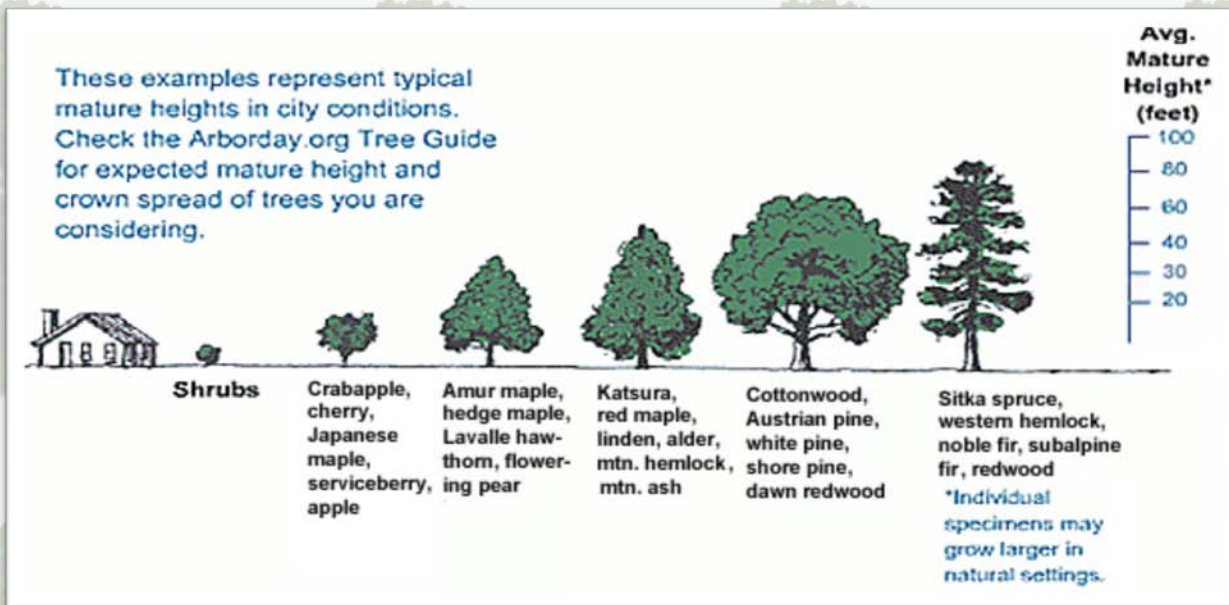 These examples represent typical
mature heights in city conditions.
Check the Arborday.org Tree Guide
for expected mature height and
crown spread of trees you are
considering.
Avg.
Mature
Height*
(feet)
100
80
60
40
30
20
Shrubs
Crabapple,
cherry,
Japanese
maple,
serviceberry,
apple
Amur maple,
hedge maple,
Lavalle haw-
thorn, flower-
ing pear
Katsura,
red maple,
linden, alder,
mtn. hemlock,
mtn. ash
Cottonwood,
Austrian pine,
white pine,
shore pine,
dawn redwood
Sitka spruce,
western hemlock,
noble fir, subalpine
fir, redwood
*Individual
specimens may
grow larger in
natural settings.